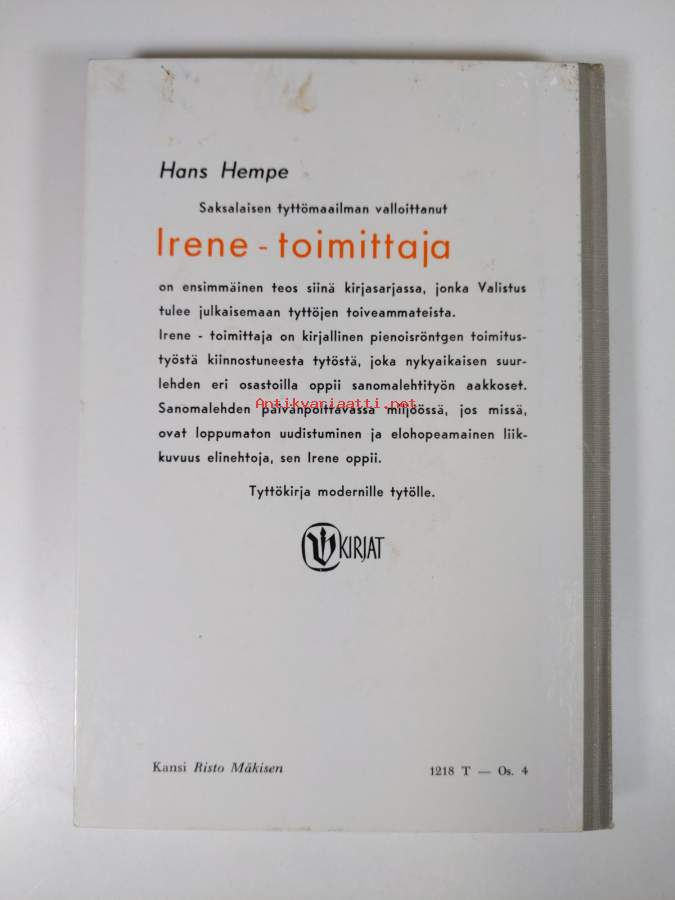 Hans Hempe
Saksalaisen tyttömaailman valloittanut
Irene - toimittaja
on ensimmäinen teos siinä kirjasarjassa, jonka Valistus
tulee julkaisemaan tyttöjen toiveammateista.
Irene - toimittaja on kirjallinen pienoisröntgen toimitus-
työstä kiinnostuneesta tytöstä, joka nykyaikaisen suur-
lehden eri osastoilla oppii sanomalehtityön aakkoset.
Antikvariaatti.net
Sanomalehden päivänpolttavassa miljöössä, jos missä,
ovat loppumaton uudistuminen ja elohopeamainen liik-
kuvuus elinehtoja, sen Irene oppii.
Tyttökirja modernille tytölle.
V KIRJAT
Kansi Risto Mäkisen
1218 T — Os. 4